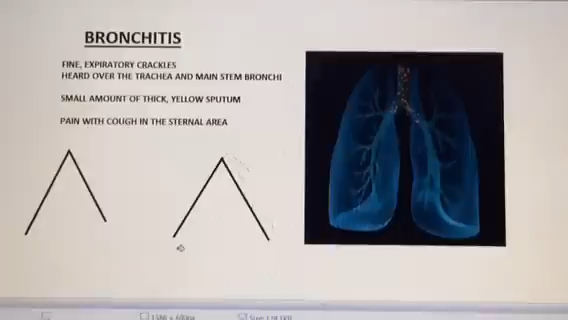 BRONCHITIS
FINE, EXPIRATORY CRACKLES
HEARD OVER THE TRACHEA AND MAIN STEM BRONCHI
SMALL AMOUNT OF THICK, YELLOW SPUTUM
PAIN WITH COUGH IN THE STERNAL AREA